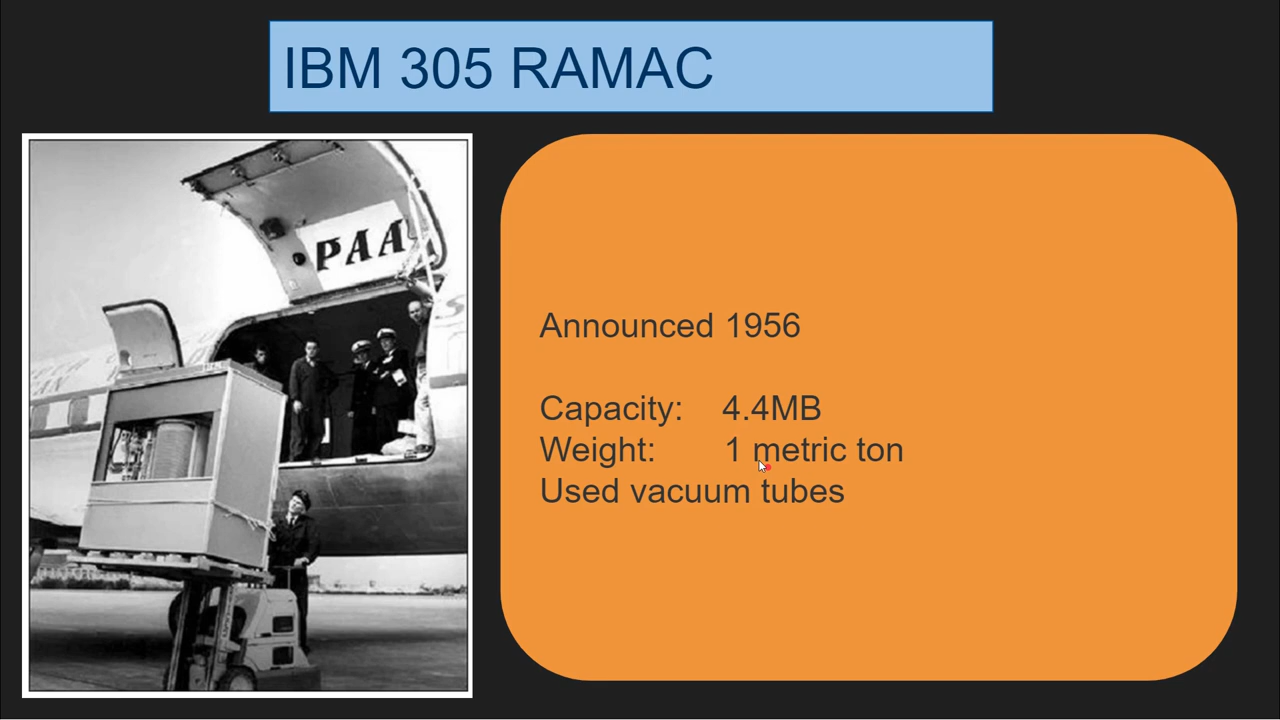 IBM 305 RAMAC
PAA
Announced 1956
Capacity: 4.4MB
Weight: 1 metric ton
Used vacuum tubes